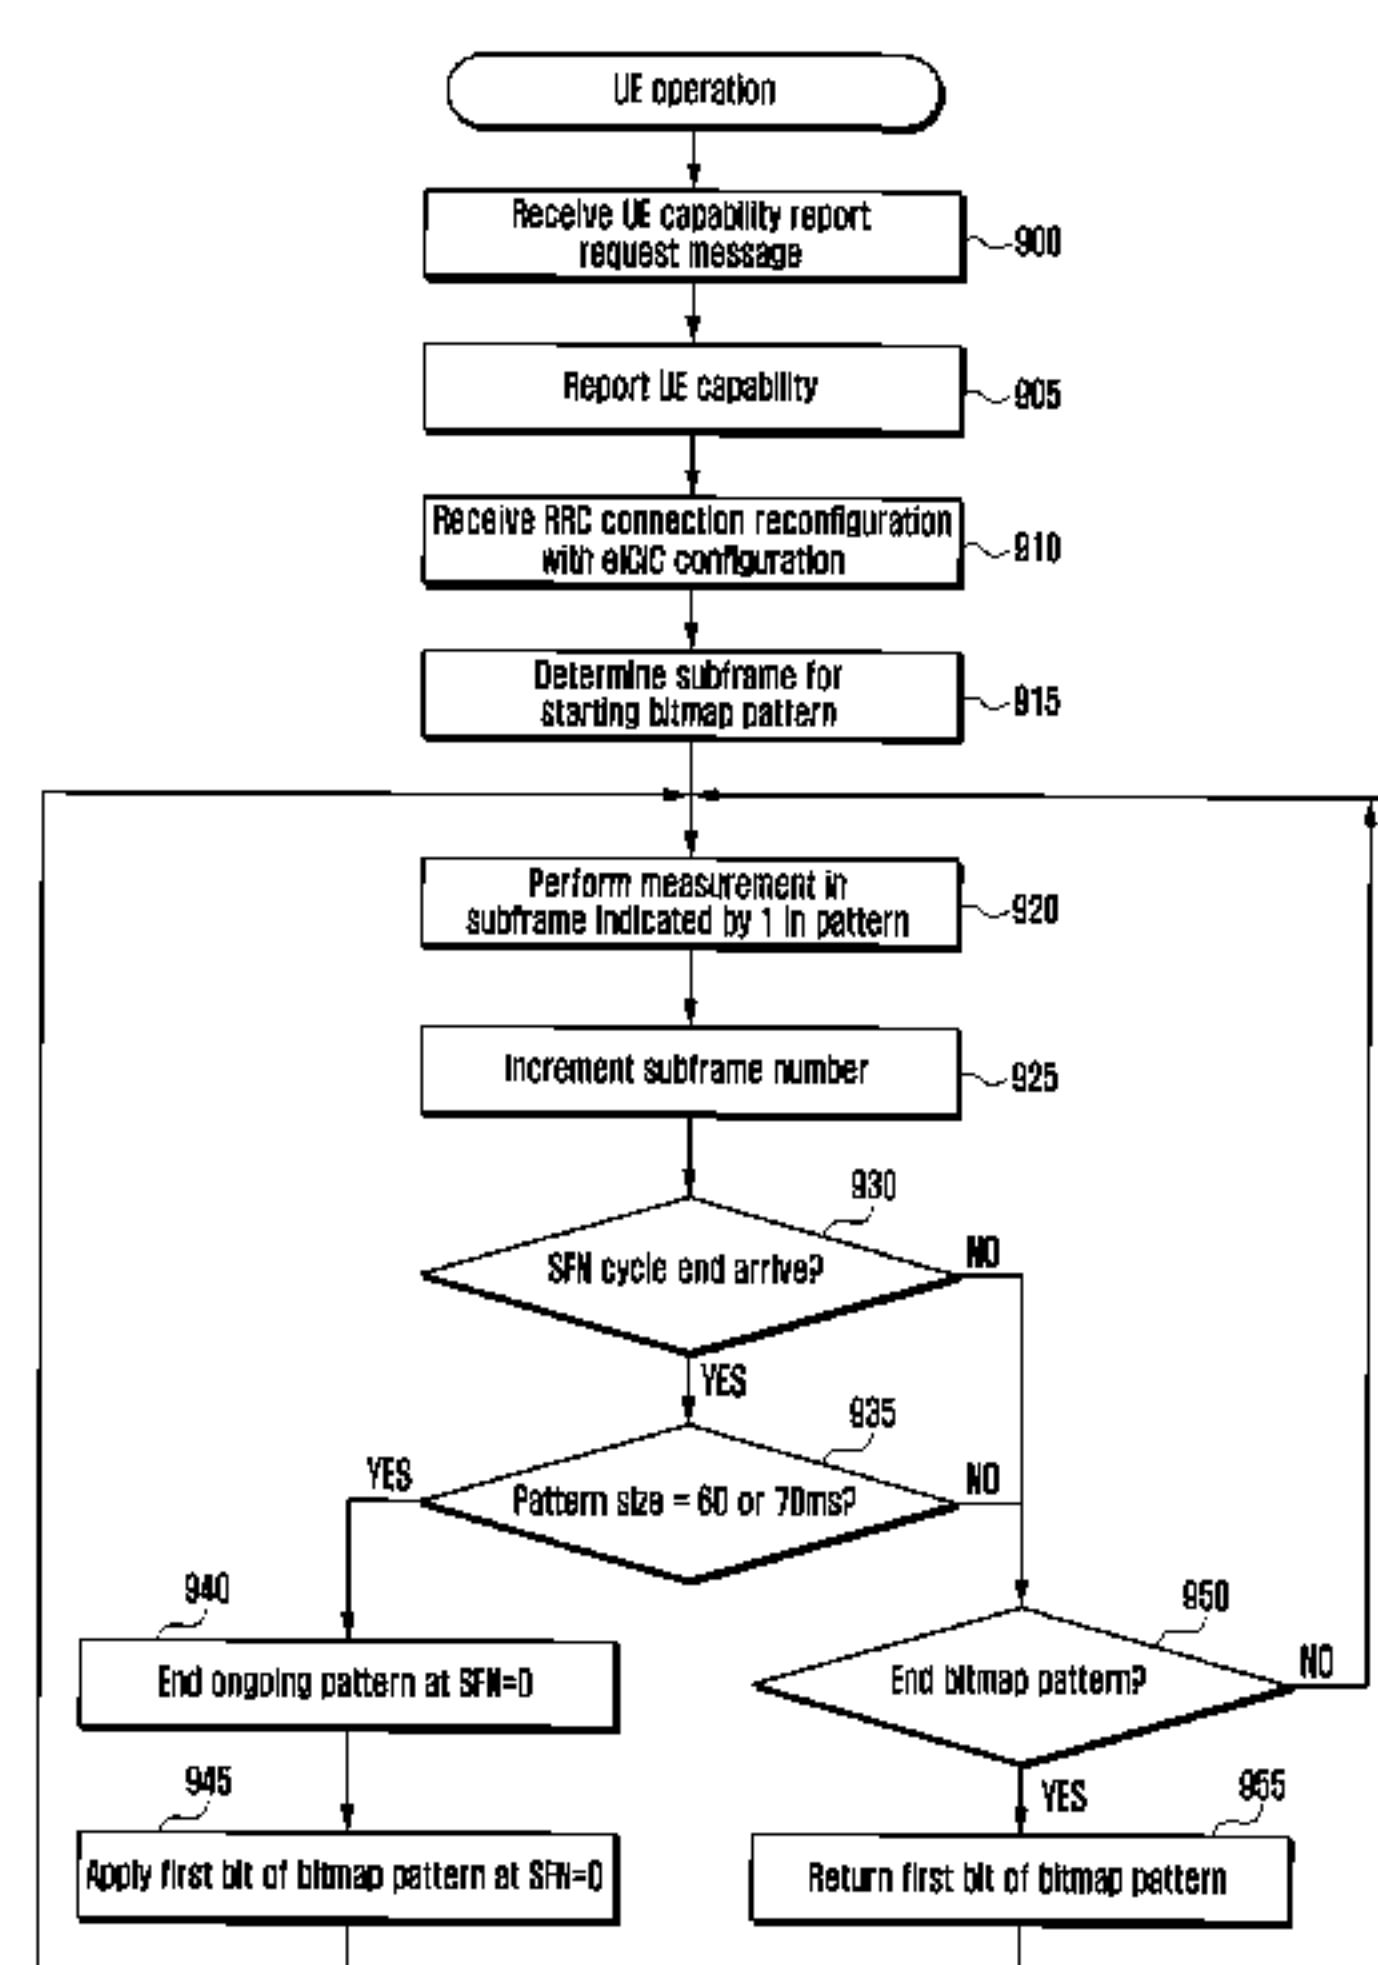 UE operation
Receive UE capability report
request message
900
Report UE capability
905
Receive RRC connection reconfiguration
with eICIC configuration
910
Determine subframe for
starting bitmap pattern
915
Perform measurement in
subframe indicated by 1 in pattern
920
Increment subframe number
925
930
SFN cycle end arrive?
NO
YES
935
YES
Pattern size = 60 or 70ms?
NO
940
End ongoing pattern at SFN=0
950
End bitmap pattern?
NO
YES
945
Apply first bit of bitmap pattern at SFN=0
955
Return first bit of bitmap pattern